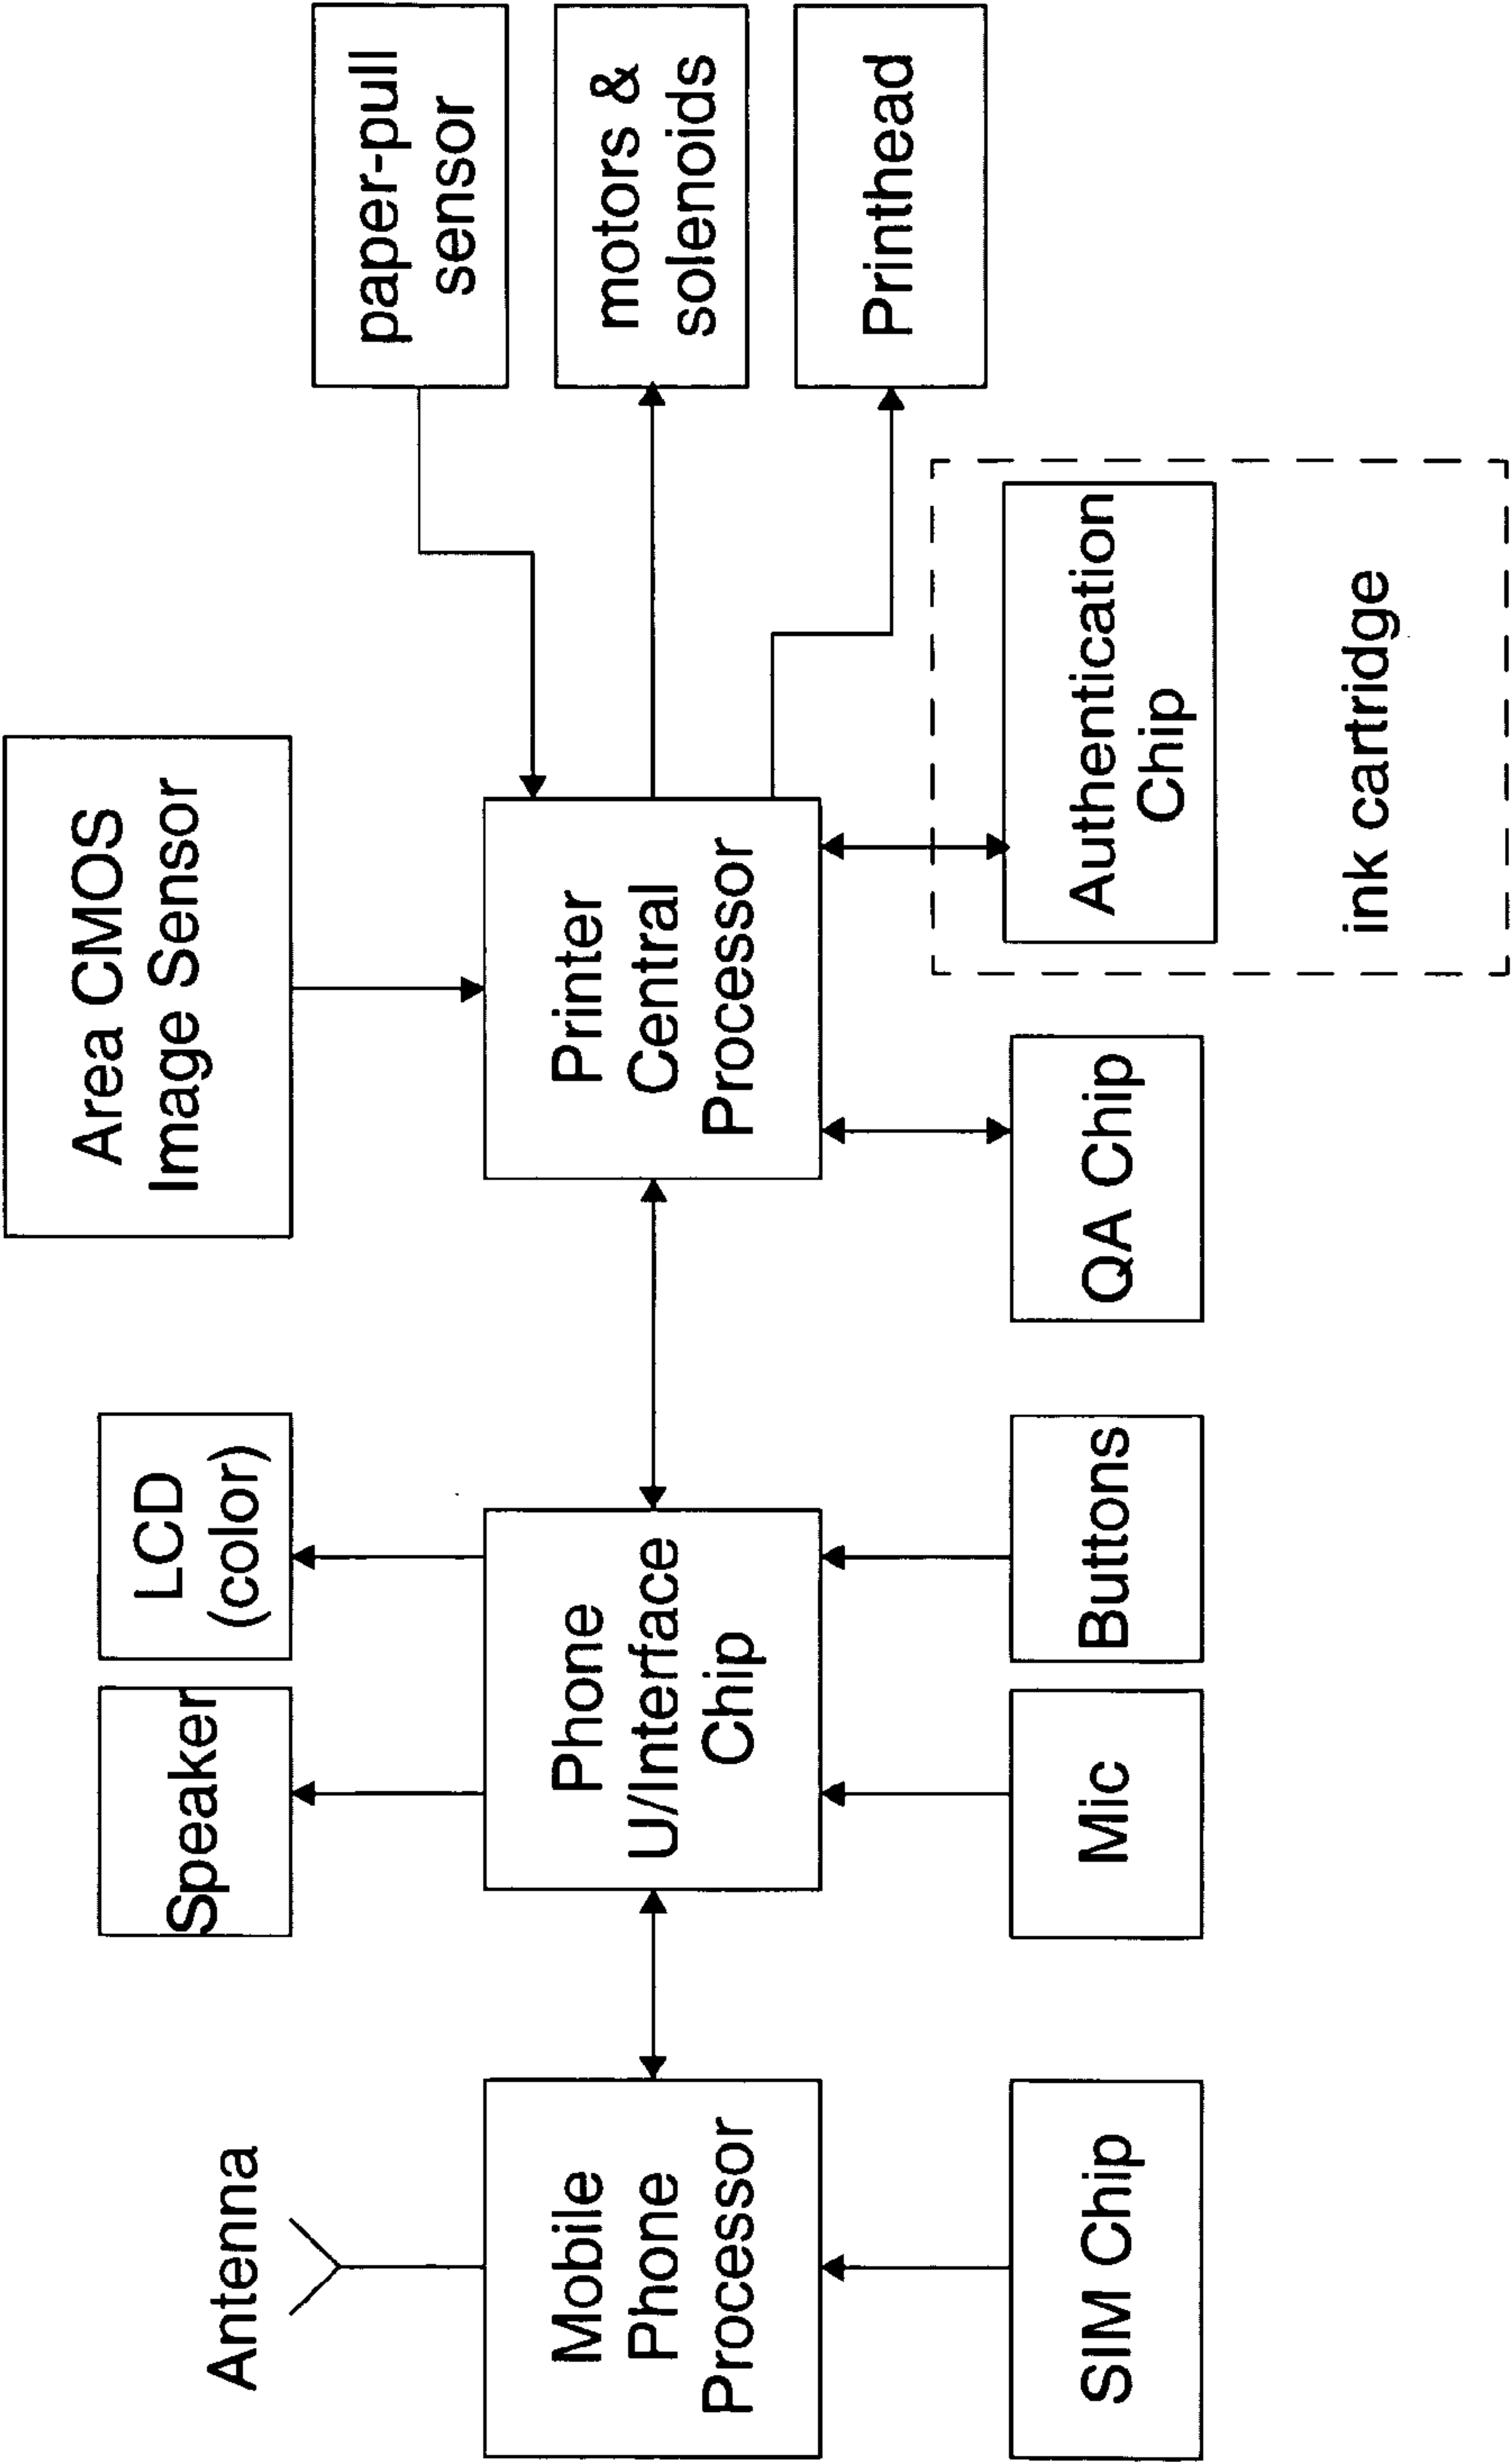 Antenna
Mobile
Phone
Processor
SIM Chip
Speaker
LCD
(color)
Phone
U/Interface
Chip
Mic
Buttons
Area CMOS
Image Sensor
Printer
Central
Processor
QA Chip
Authentication
Chip
ink cartridge
paper-pull
sensor
motors &
solenoids
Printhead